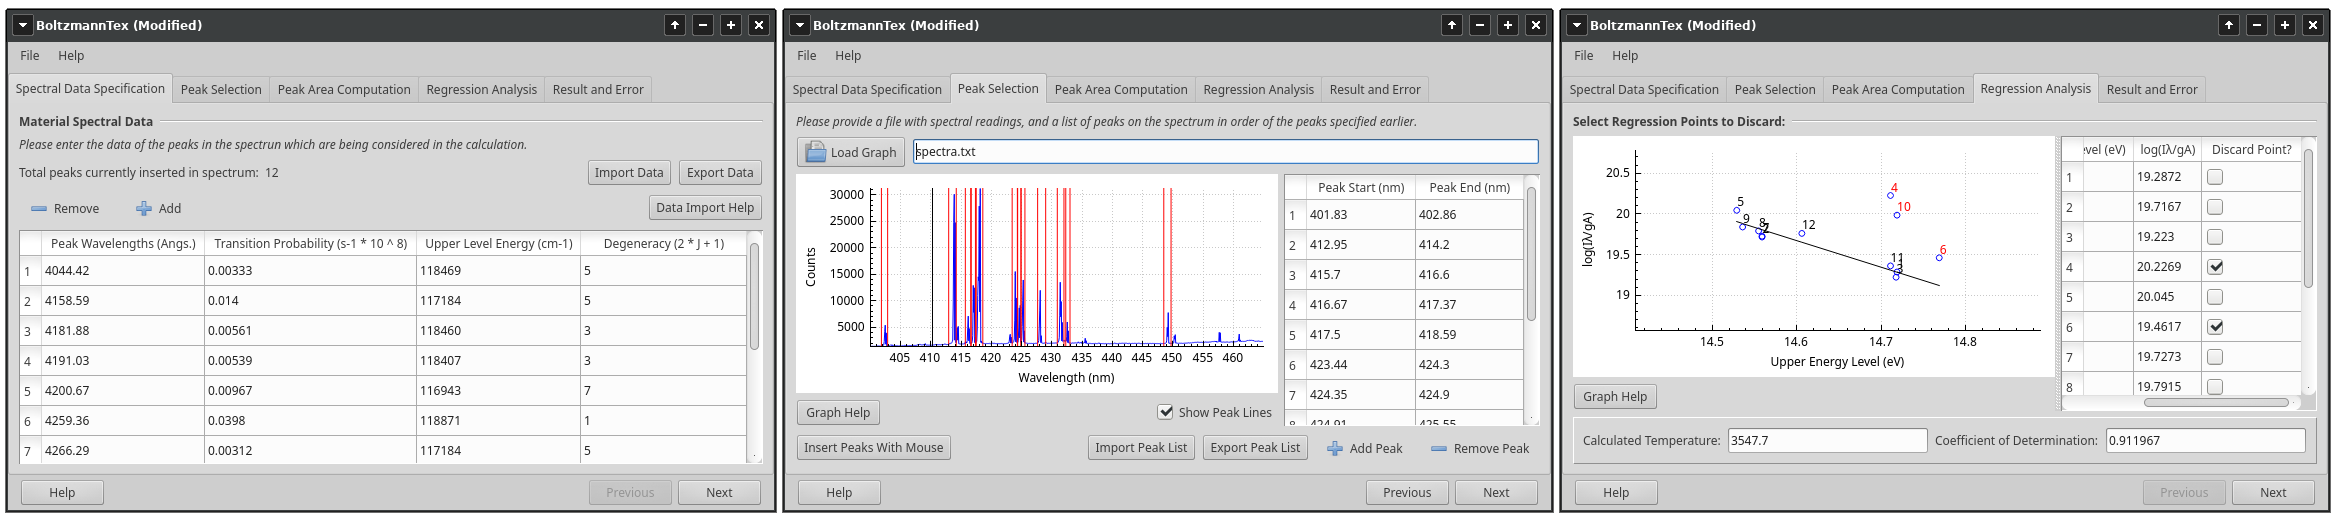 BoltzmannTex (Modified)
File Help
Spectral Data Specification Peak Selection Peak Area Computation Regression Analysis Result and Error
Material Spectral Data
Please enter the data of the peaks in the spectrun which are being considered in the calculation.
Total peaks currently inserted in spectrum: 12
Import Data Export Data
Remove Add Data Import Help
Peak Wavelengths (Angs.) Transition Probability (s-1 * 10 ^ 8) Upper Level Energy (cm-1) Degeneracy (2 * J + 1)
1 4044.42 0.00333 118469 5
2 4158.59 0.014 117184 5
3 4181.88 0.00561 118460 3
4 4191.03 0.00539 118407 3
5 4200.67 0.00967 116943 7
6 4259.36 0.0398 118871 1
7 4266.29 0.00312 117184 5
Help Previous Next
BoltzmannTex (Modified)
File Help
Spectral Data Specification Peak Selection Peak Area Computation Regression Analysis Result and Error
Please provide a file with spectral readings, and a list of peaks on the spectrum in order of the peaks specified earlier.
Load Graph spectra.txt
30000
25000
20000
15000
10000
5000
Counts
405 410 415 420 425 430 435 440 445 450 455 460
Wavelength (nm)
Peak Start (nm) Peak End (nm)
1 401.83 402.86
2 412.95 414.2
3 415.7 416.6
4 416.67 417.37
5 417.5 418.59
6 423.44 424.3
7 424.35 424.9
8 424.91 425.55
Graph Help Show Peak Lines
Insert Peaks With Mouse Import Peak List Export Peak List Add Peak Remove Peak
Help Previous Next
BoltzmannTex (Modified)
File Help
Spectral Data Specification Peak Selection Peak Area Computation Regression Analysis Result and Error
Select Regression Points to Discard:
20.5
20
19.5
19
log(Iλ/gA)
4
10
5
9 8
12
6
11
14.5 14.6 14.7 14.8
Upper Energy Level (eV)
evel (eV) log(Iλ/gA) Discard Point?
1 19.2872
2 19.7167
3 19.223
4 20.2269
5 20.045
6 19.4617
7 19.7273
8 19.7915
Graph Help
Calculated Temperature: 3547.7 Coefficient of Determination: 0.911967
Help Previous Next